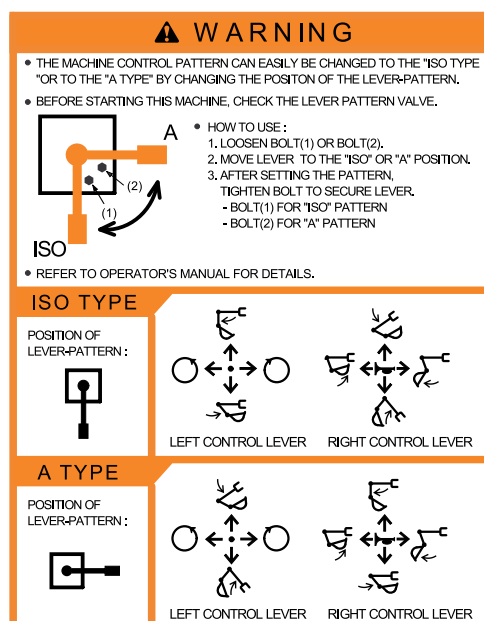 WARNING
• THE MACHINE CONTROL PATTERN CAN EASILY BE CHANGED TO THE "ISO TYPE
"OR TO THE "A TYPE" BY CHANGING THE POSITON OF THE LEVER-PATTERN.
• BEFORE STARTING THIS MACHINE, CHECK THE LEVER PATTERN VALVE.
A
(2)
(1)
ISO
• HOW TO USE :
1. LOOSEN BOLT(1) OR BOLT(2).
2. MOVE LEVER TO THE "ISO" OR "A" POSITION.
3. AFTER SETTING THE PATTERN,
TIGHTEN BOLT TO SECURE LEVER.
- BOLT(1) FOR "ISO" PATTERN
- BOLT(2) FOR "A" PATTERN
• REFER TO OPERATOR'S MANUAL FOR DETAILS.
ISO TYPE
POSITION OF
LEVER-PATTERN :
LEFT CONTROL LEVER
RIGHT CONTROL LEVER
A TYPE
POSITION OF
LEVER-PATTERN :
LEFT CONTROL LEVER
RIGHT CONTROL LEVER